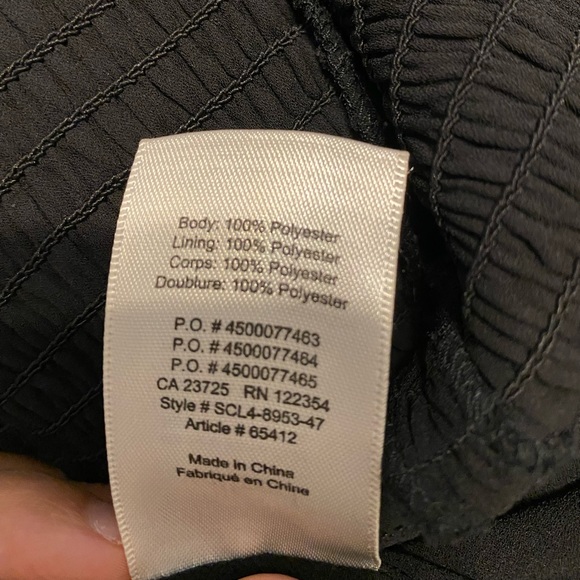 Body: 100% Polyester
Lining: 100% Polyester
Corps: 100% Polyester
Doublure: 100% Polyester
P.O. # 4500077463
P.O. # 4500077464
P.O. # 4500077465
CA 23725 RN 122354
Style # SCL4-8953-47
Article # 65412
Made in China
Fabriqué en Chine